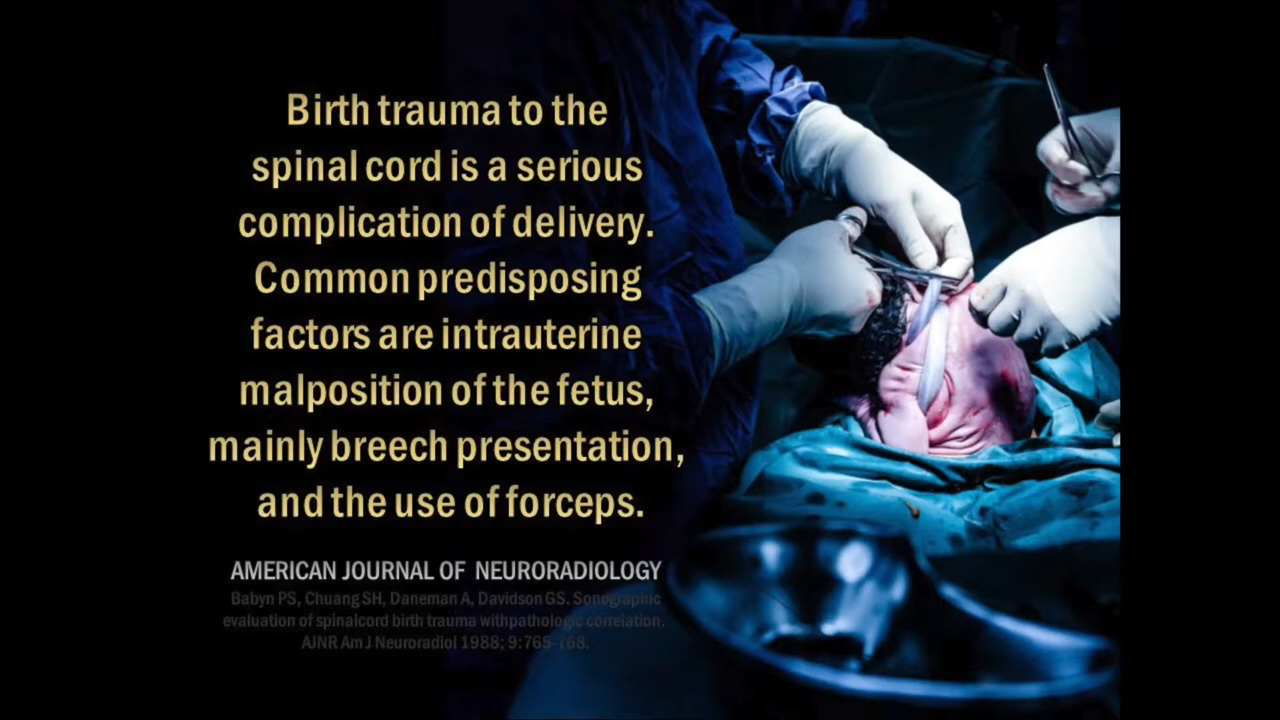 Birth trauma to the
spinal cord is a serious
complication of delivery.
Common predisposing
factors are intrauterine
malposition of the fetus,
mainly breech presentation,
and the use of forceps.
AMERICAN JOURNAL OF NEURORADIOLOGY
Babyn PS, Chuang SH, Daneman A, Davidson GS. Sonographic
evaluation of spinalcord birth trauma withpathologic correlation.
AJNR Am J Neuroradiol 1988; 9:765-768.